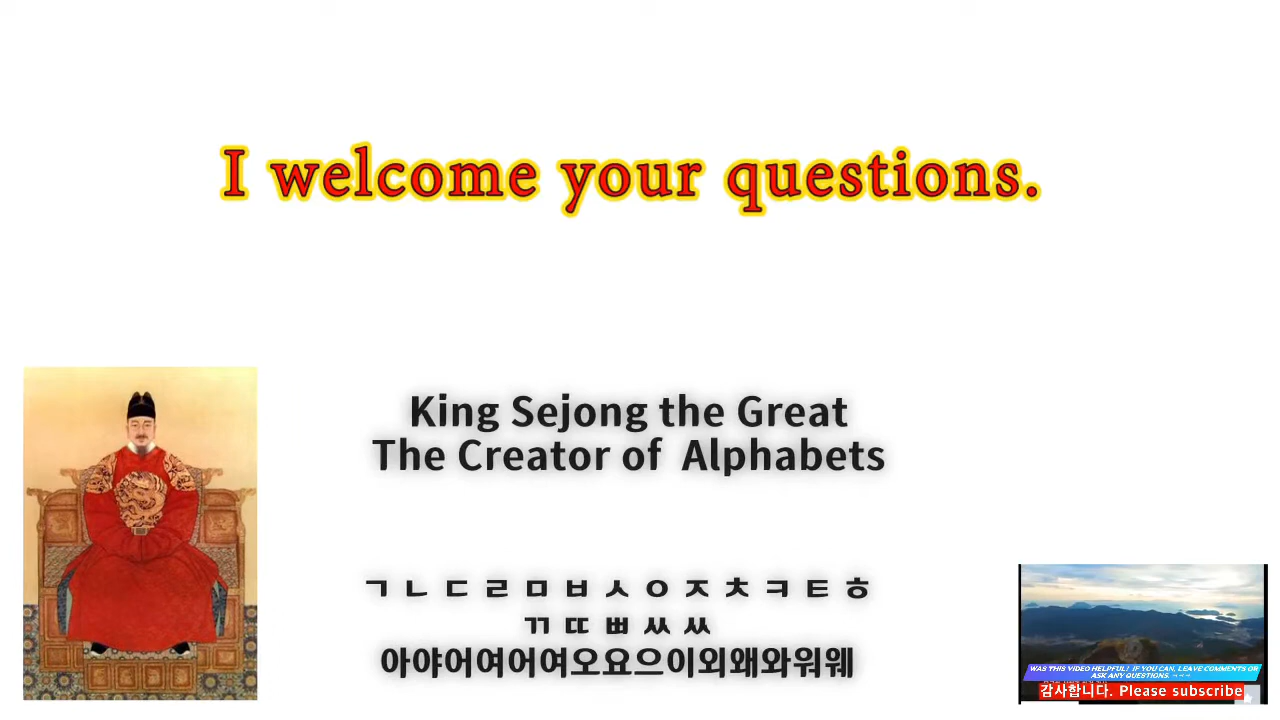 I welcome your questions.
King Sejong the Great
The Creator of Alphabets
ㄱ ㄴ ㄷ ㄹ ㅁ ㅂ ㅅ ㅇ ㅈ ㅊ ㅋ ㅌ ㅎ
ㄲ ㄸ ㅃ ㅆ ㅆ
아야어여어여오요으이외왜와워웨
WAS THIS VIDEO HELPFUL? IF YOU CAN, LEAVE COMMENTS OR
ASK ANY QUESTIONS. ㅋㅋㅋ
감사합니다. Please subscribe